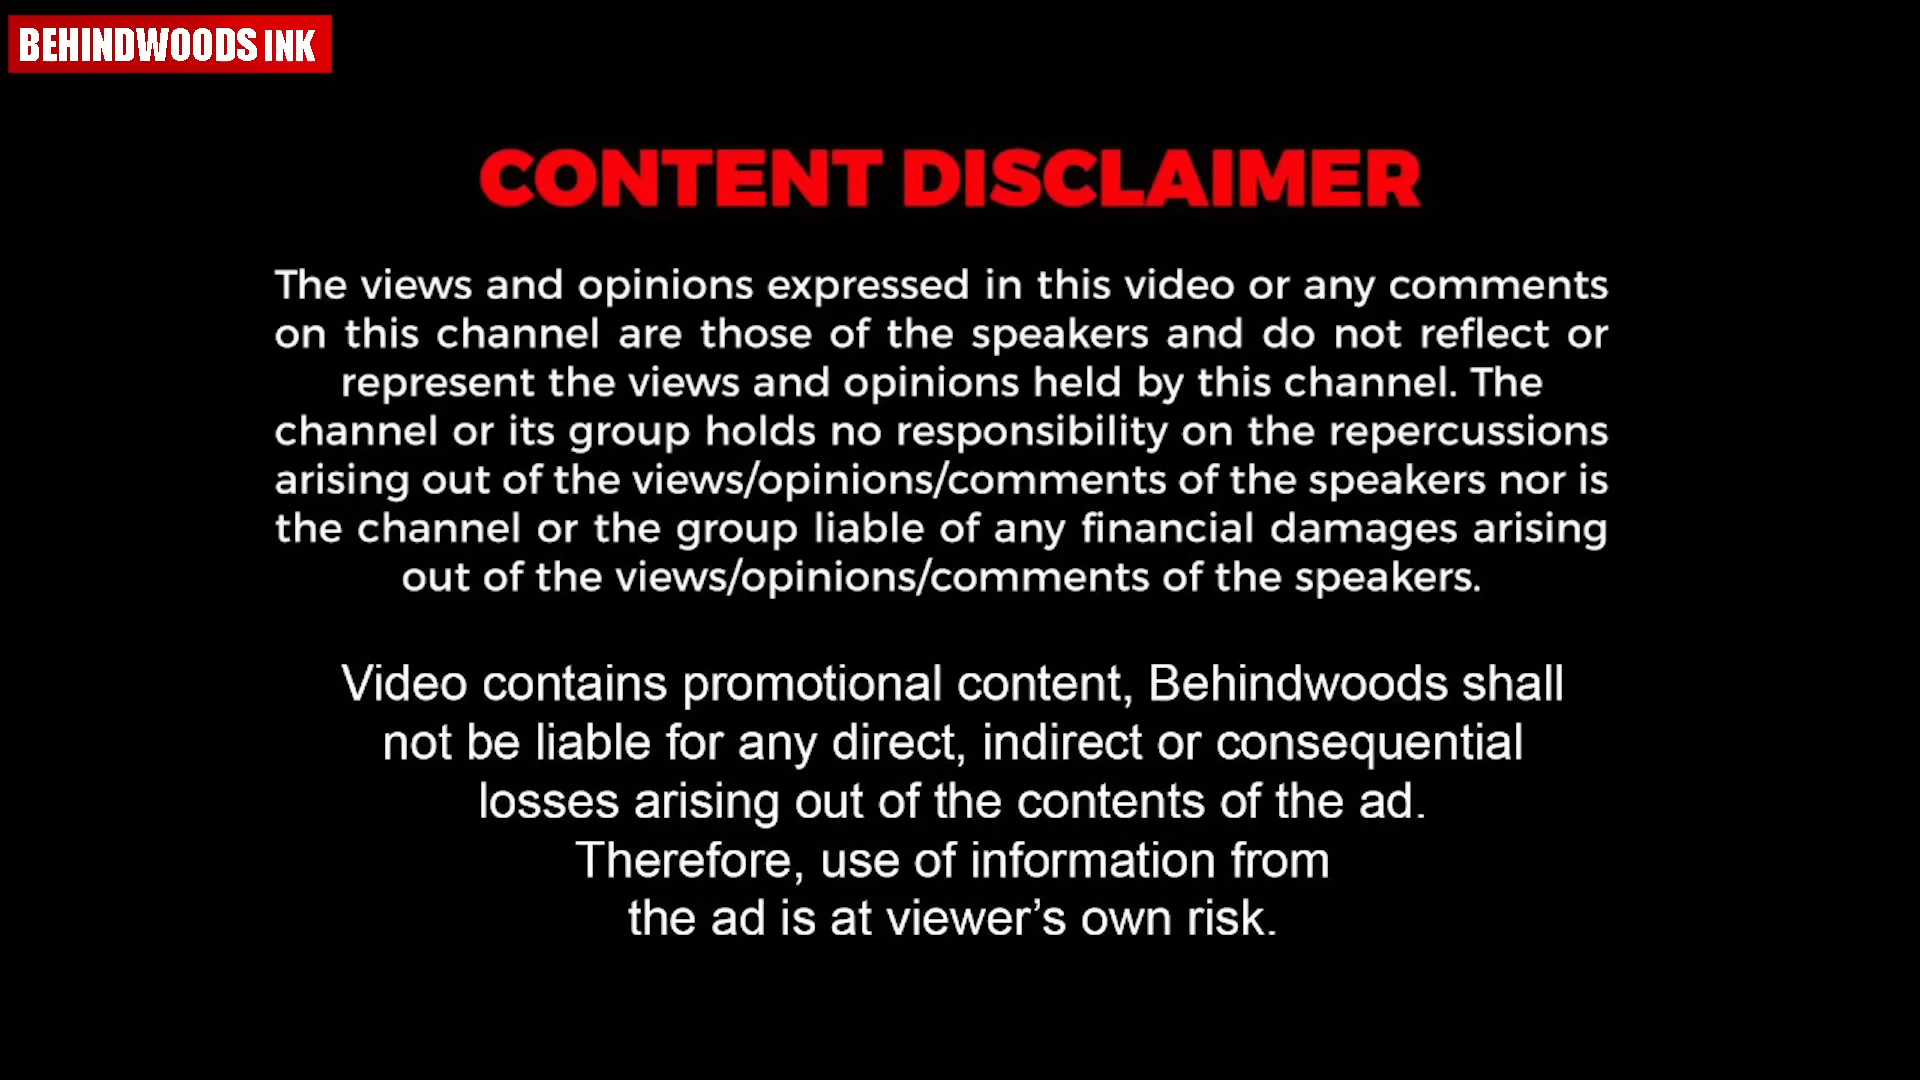 BEHINDWOODS INK
CONTENT DISCLAIMER
The views and opinions expressed in this video or any comments
on this channel are those of the speakers and do not reflect or
represent the views and opinions held by this channel. The
channel or its group holds no responsibility on the repercussions
arising out of the views/opinions/comments of the speakers nor is
the channel or the group liable of any financial damages arising
out of the views/opinions/comments of the speakers.
Video contains promotional content, Behindwoods shall
not be liable for any direct, indirect or consequential
losses arising out of the contents of the ad.
Therefore, use of information from
the ad is at viewer’s own risk.